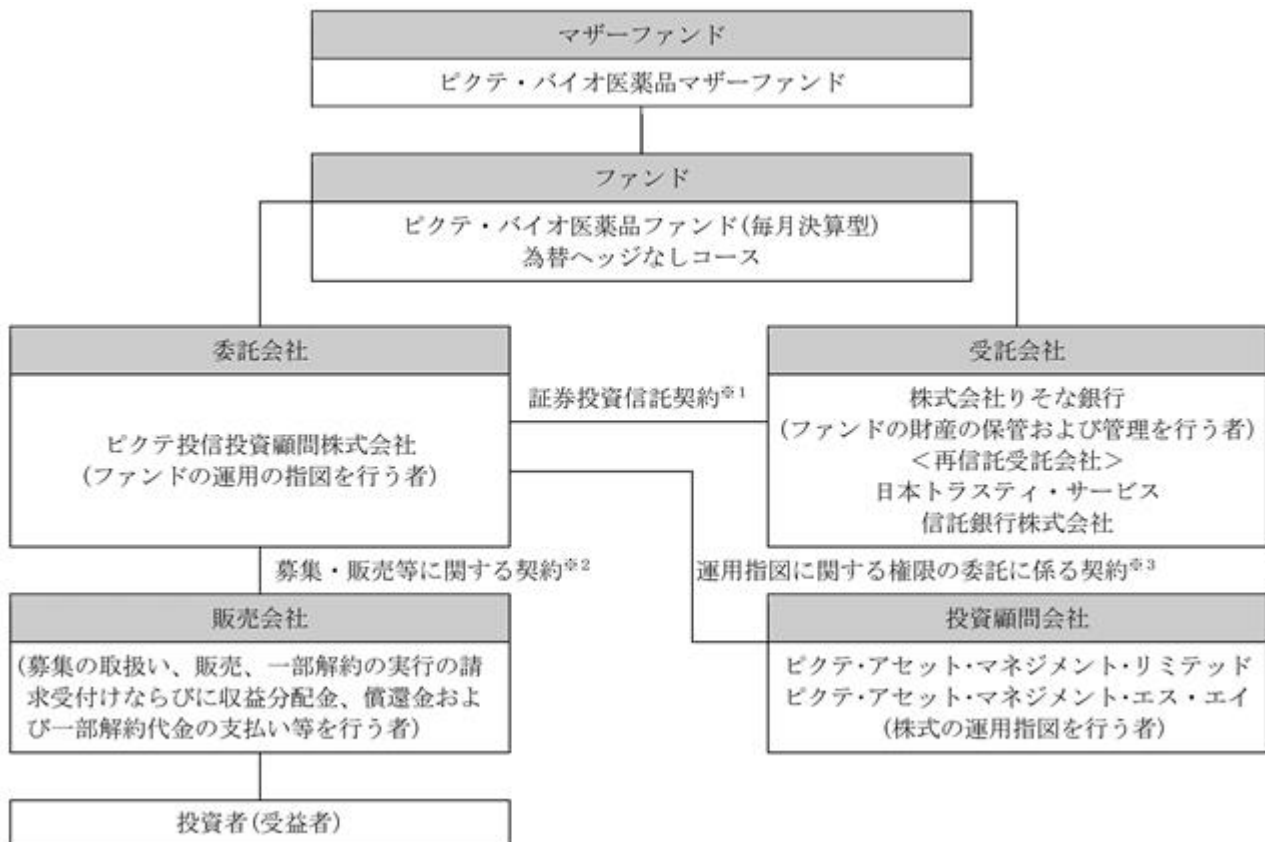 マザーファンド
ピクテ・バイオ医薬品マザーファンド
ファンド
ピクテ・バイオ医薬品ファンド(毎月決算型)
為替ヘッジなしコース
委託会社
ピクテ投信投資顧問株式会社
(ファンドの運用の指図を行う者)
証券投資信託契約※1
受託会社
株式会社りそな銀行
(ファンドの財産の保管および管理を行う者)
＜再信託受託会社＞
日本トラスティ・サービス
信託銀行株式会社
募集・販売等に関する契約※2
運用指図に関する権限の委託に係る契約※3
販売会社
(募集の取扱い、販売、一部解約の実行の請
求受付けならびに収益分配金、償還金およ
び一部解約代金の支払い等を行う者)
投資顧問会社
ピクテ・アセット・マネジメント・リミテッド
ピクテ・アセット・マネジメント・エス・エイ
(株式の運用指図を行う者)
投資者(受益者)